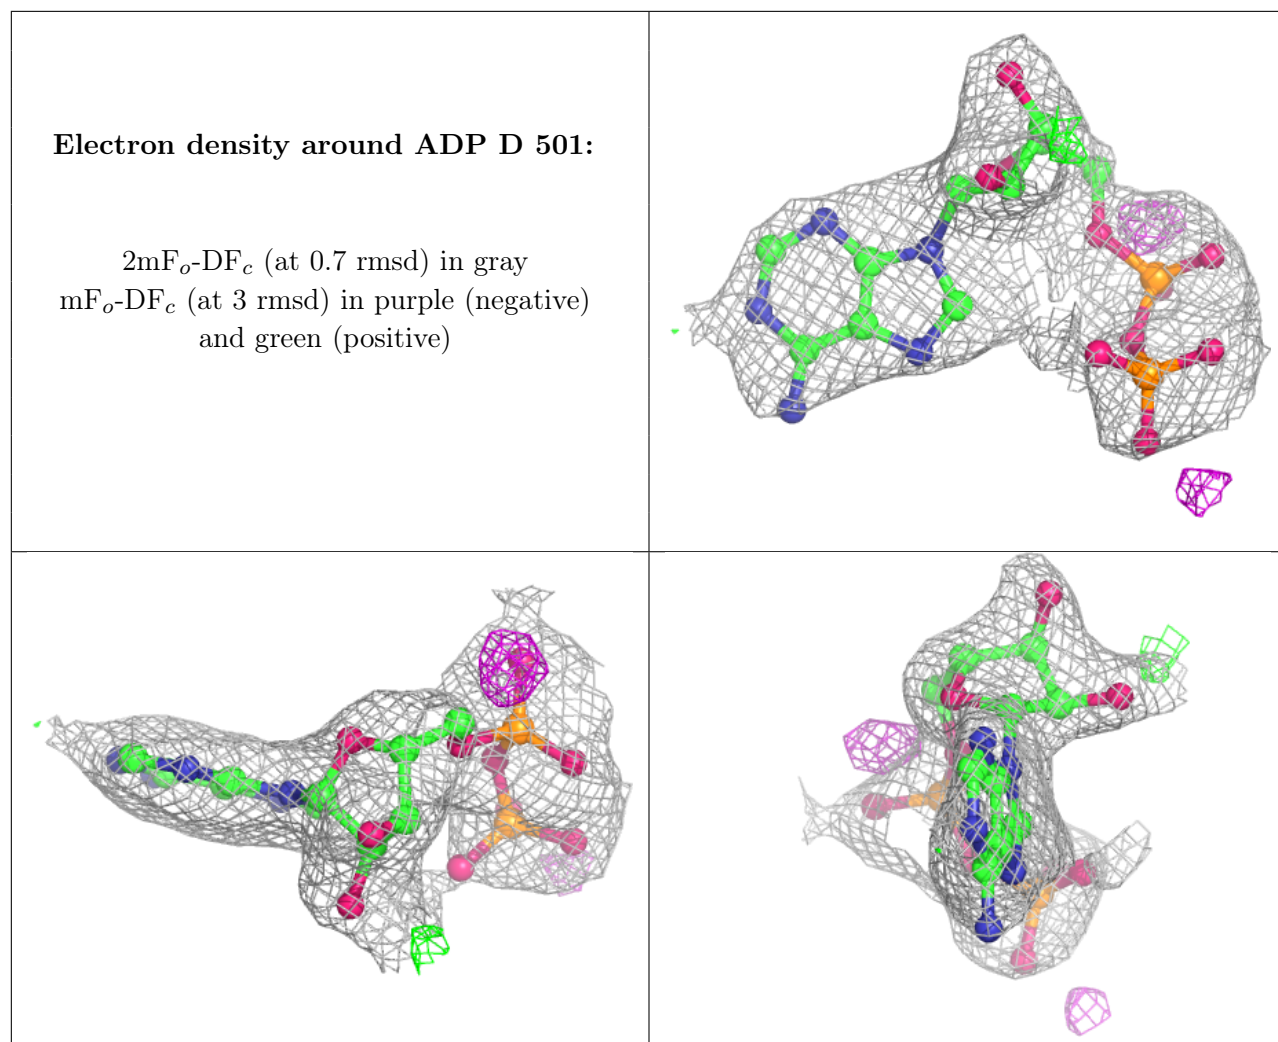 Electron density around ADP D 501:
2mFo-DFc (at 0.7 rmsd) in gray
mFo-DFc (at 3 rmsd) in purple (negative)
and green (positive)